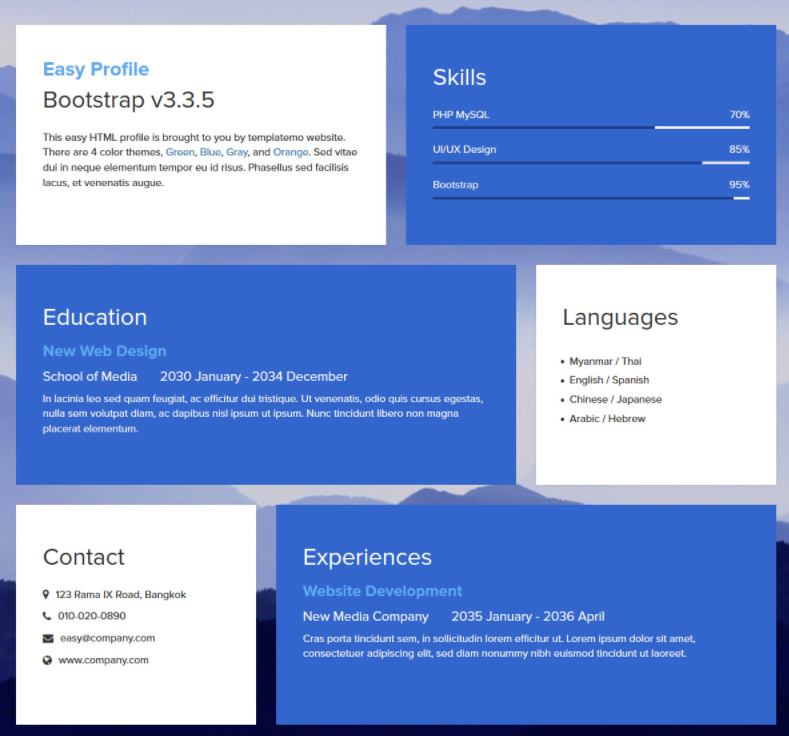 Easy Profile
Bootstrap v3.3.5
This easy HTML profile is brought to you by templatemo website.
There are 4 color themes, Green, Blue, Gray, and Orange. Sed vitae
dui in neque elementum tempor eu id risus. Phasellus sed facilisis
lacus, et venenatis augue.
Skills
PHP MySQL 70%
UI/UX Design 85%
Bootstrap 95%
Education
New Web Design
School of Media 2030 January - 2034 December
In lacinia leo sed quam feugiat, ac efficitur dui tristique. Ut venenatis, odio quis cursus egestas,
nulla sem volutpat diam, ac dapibus nisl ipsum ut ipsum. Nunc tincidunt libero non magna
placerat elementum.
Languages
• Myanmar / Thai
• English / Spanish
• Chinese / Japanese
• Arabic / Hebrew
Contact
123 Rama IX Road, Bangkok
010-020-0890
easy@company.com
www.company.com
Experiences
Website Development
New Media Company 2035 January - 2036 April
Cras porta tincidunt sem, in sollicitudin lorem efficitur ut. Lorem ipsum dolor sit amet,
consectetuer adipiscing elit, sed diam nonummy nibh euismod tincidunt ut laoreet.